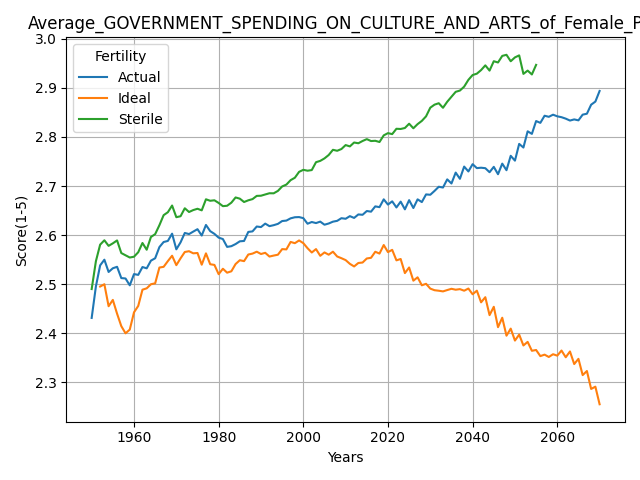 Average_GOVERNMENT_SPENDING_ON_CULTURE_AND_ARTS_of_Female_P
3.0
2.9
2.8
2.7
2.6
2.5
2.4
2.3
Score(1-5)
Fertility
Actual
Ideal
Sterile
1960 1980 2000 2020 2040 2060
Years